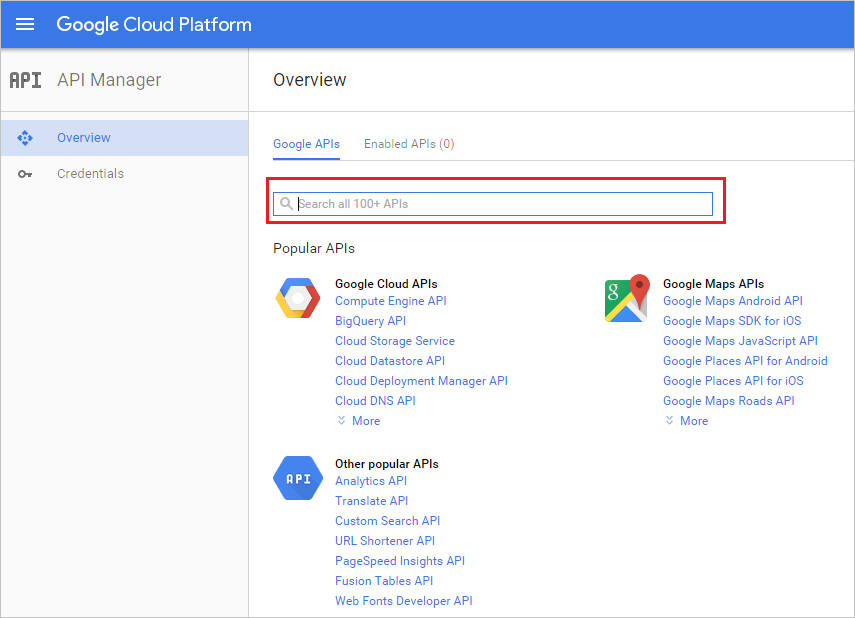 Google Cloud Platform
API API Manager
Overview
Overview
Credentials
Google APIs Enabled APIs (0)
Search all 100+ APIs
Popular APIs
Google Cloud APIs
Compute Engine API
BigQuery API
Cloud Storage Service
Cloud Datastore API
Cloud Deployment Manager API
Cloud DNS API
More
g
Google Maps APIs
Google Maps Android API
Google Maps SDK for iOS
Google Maps JavaScript API
Google Places API for Android
Google Places API for iOS
Google Maps Roads API
More
API
Other popular APIs
Analytics API
Translate API
Custom Search API
URL Shortener API
PageSpeed Insights API
Fusion Tables API
Web Fonts Developer API